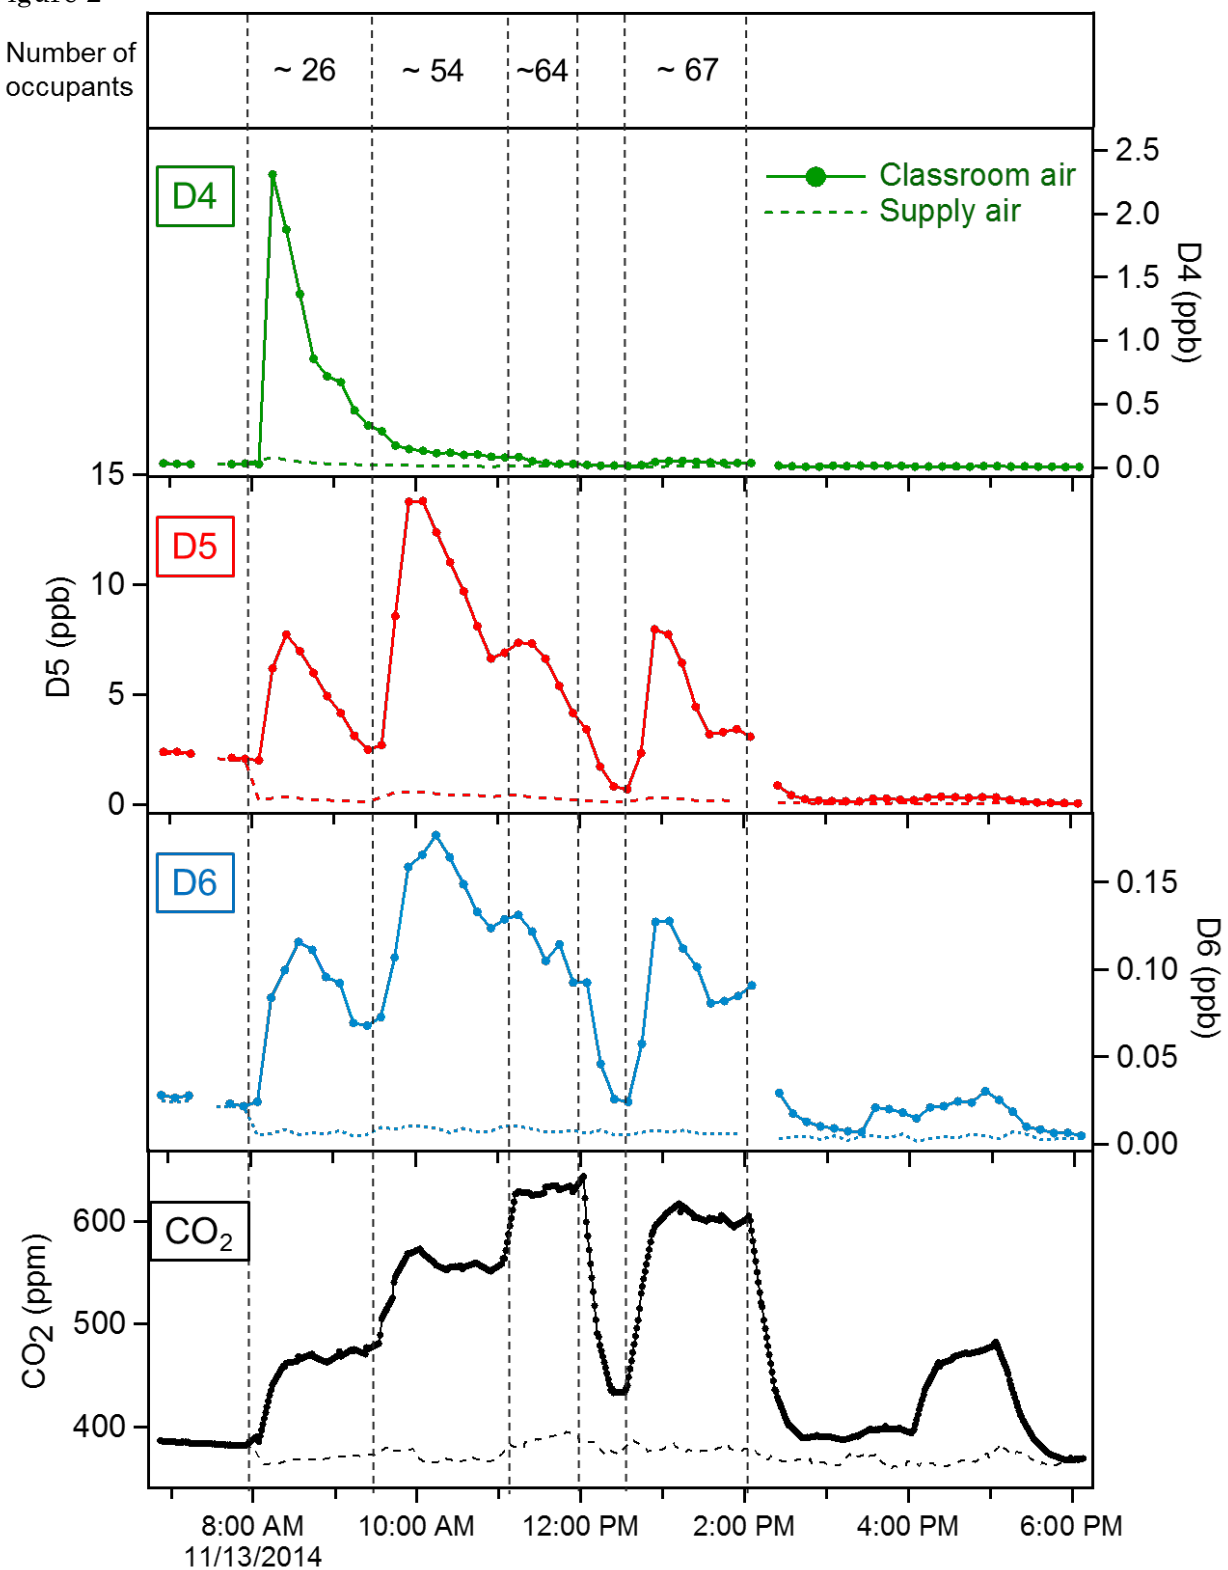 igure 2
Number of
occupants
~ 26
~ 54
~64
~ 67
D4
Classroom air
Supply air
2.5
2.0
1.5
1.0
0.5
0.0
D4 (ppb)
D5
15
10
5
0
D5 (ppb)
D6
0.15
0.10
0.05
0.00
D6 (ppb)
CO2
600
500
400
CO2 (ppm)
8:00 AM
10:00 AM
12:00 PM
2:00 PM
4:00 PM
6:00 PM
11/13/2014